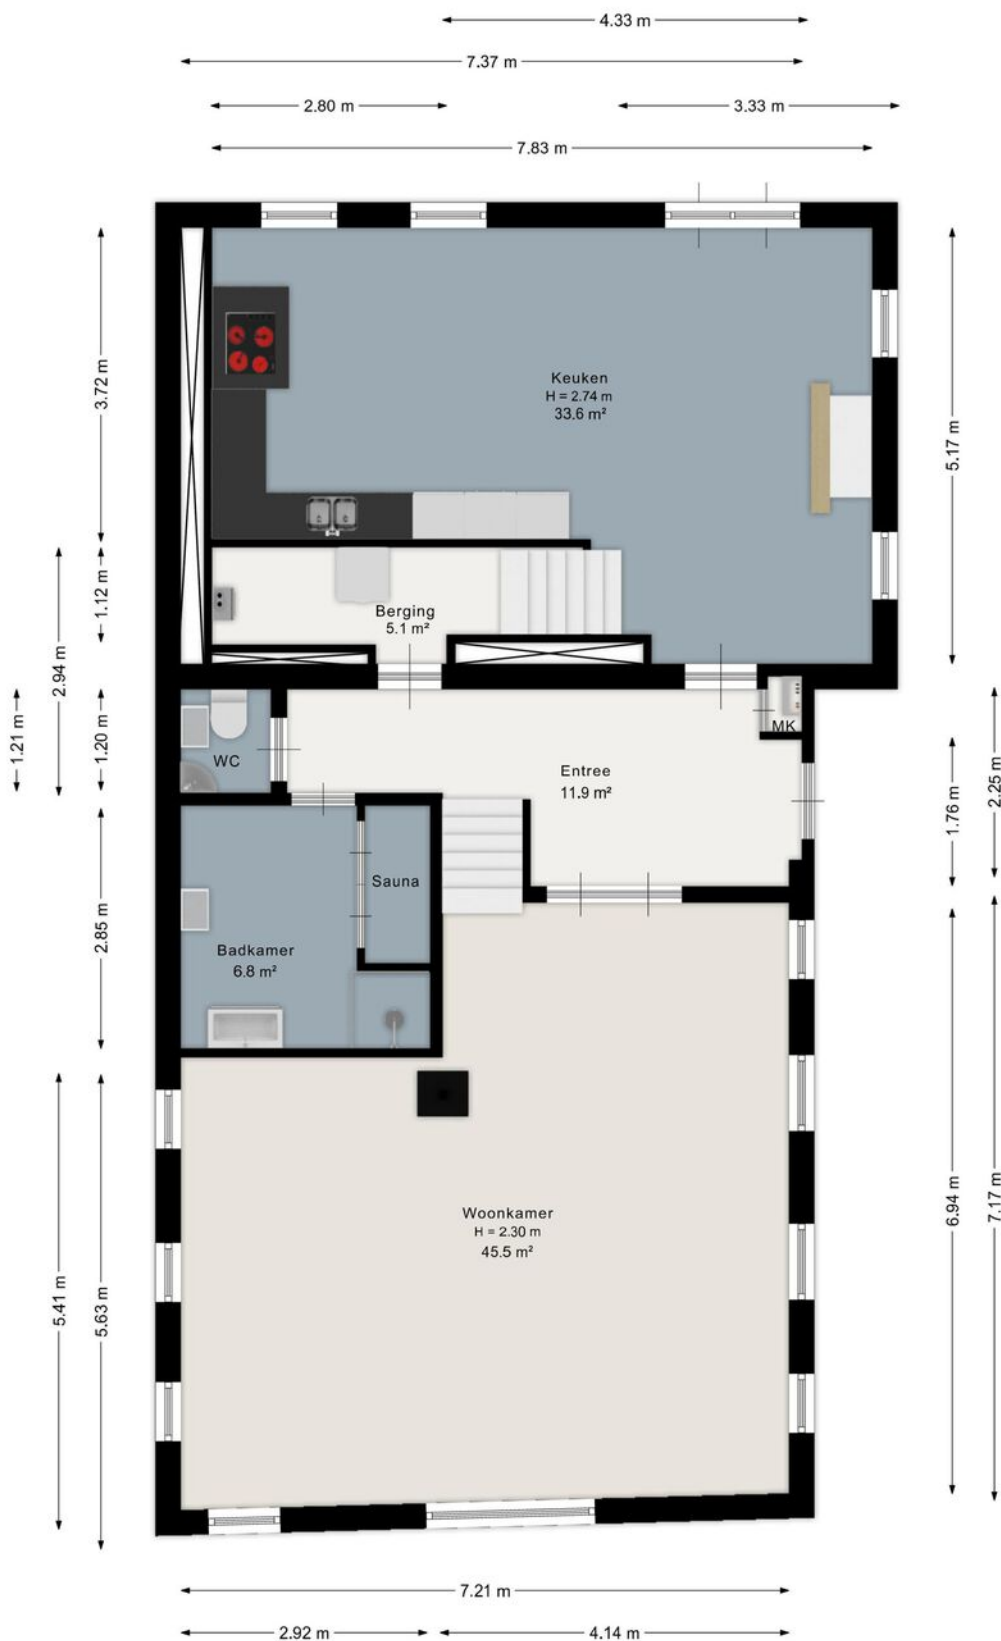 4.33 m
7.37 m
2.80 m
3.33 m
7.83 m
3.72 m
Keuken
H = 2.74 m
33.6 m²
5.17 m
1.12 m
Berging
5.1 m²
2.94 m
1.21 m
1.20 m
WC
MK
Entree
11.9 m²
1.76 m
2.25 m
Sauna
2.85 m
Badkamer
6.8 m²
Woonkamer
H = 2.30 m
45.5 m²
6.94 m
7.17 m
5.41 m
5.63 m
7.21 m
2.92 m
4.14 m